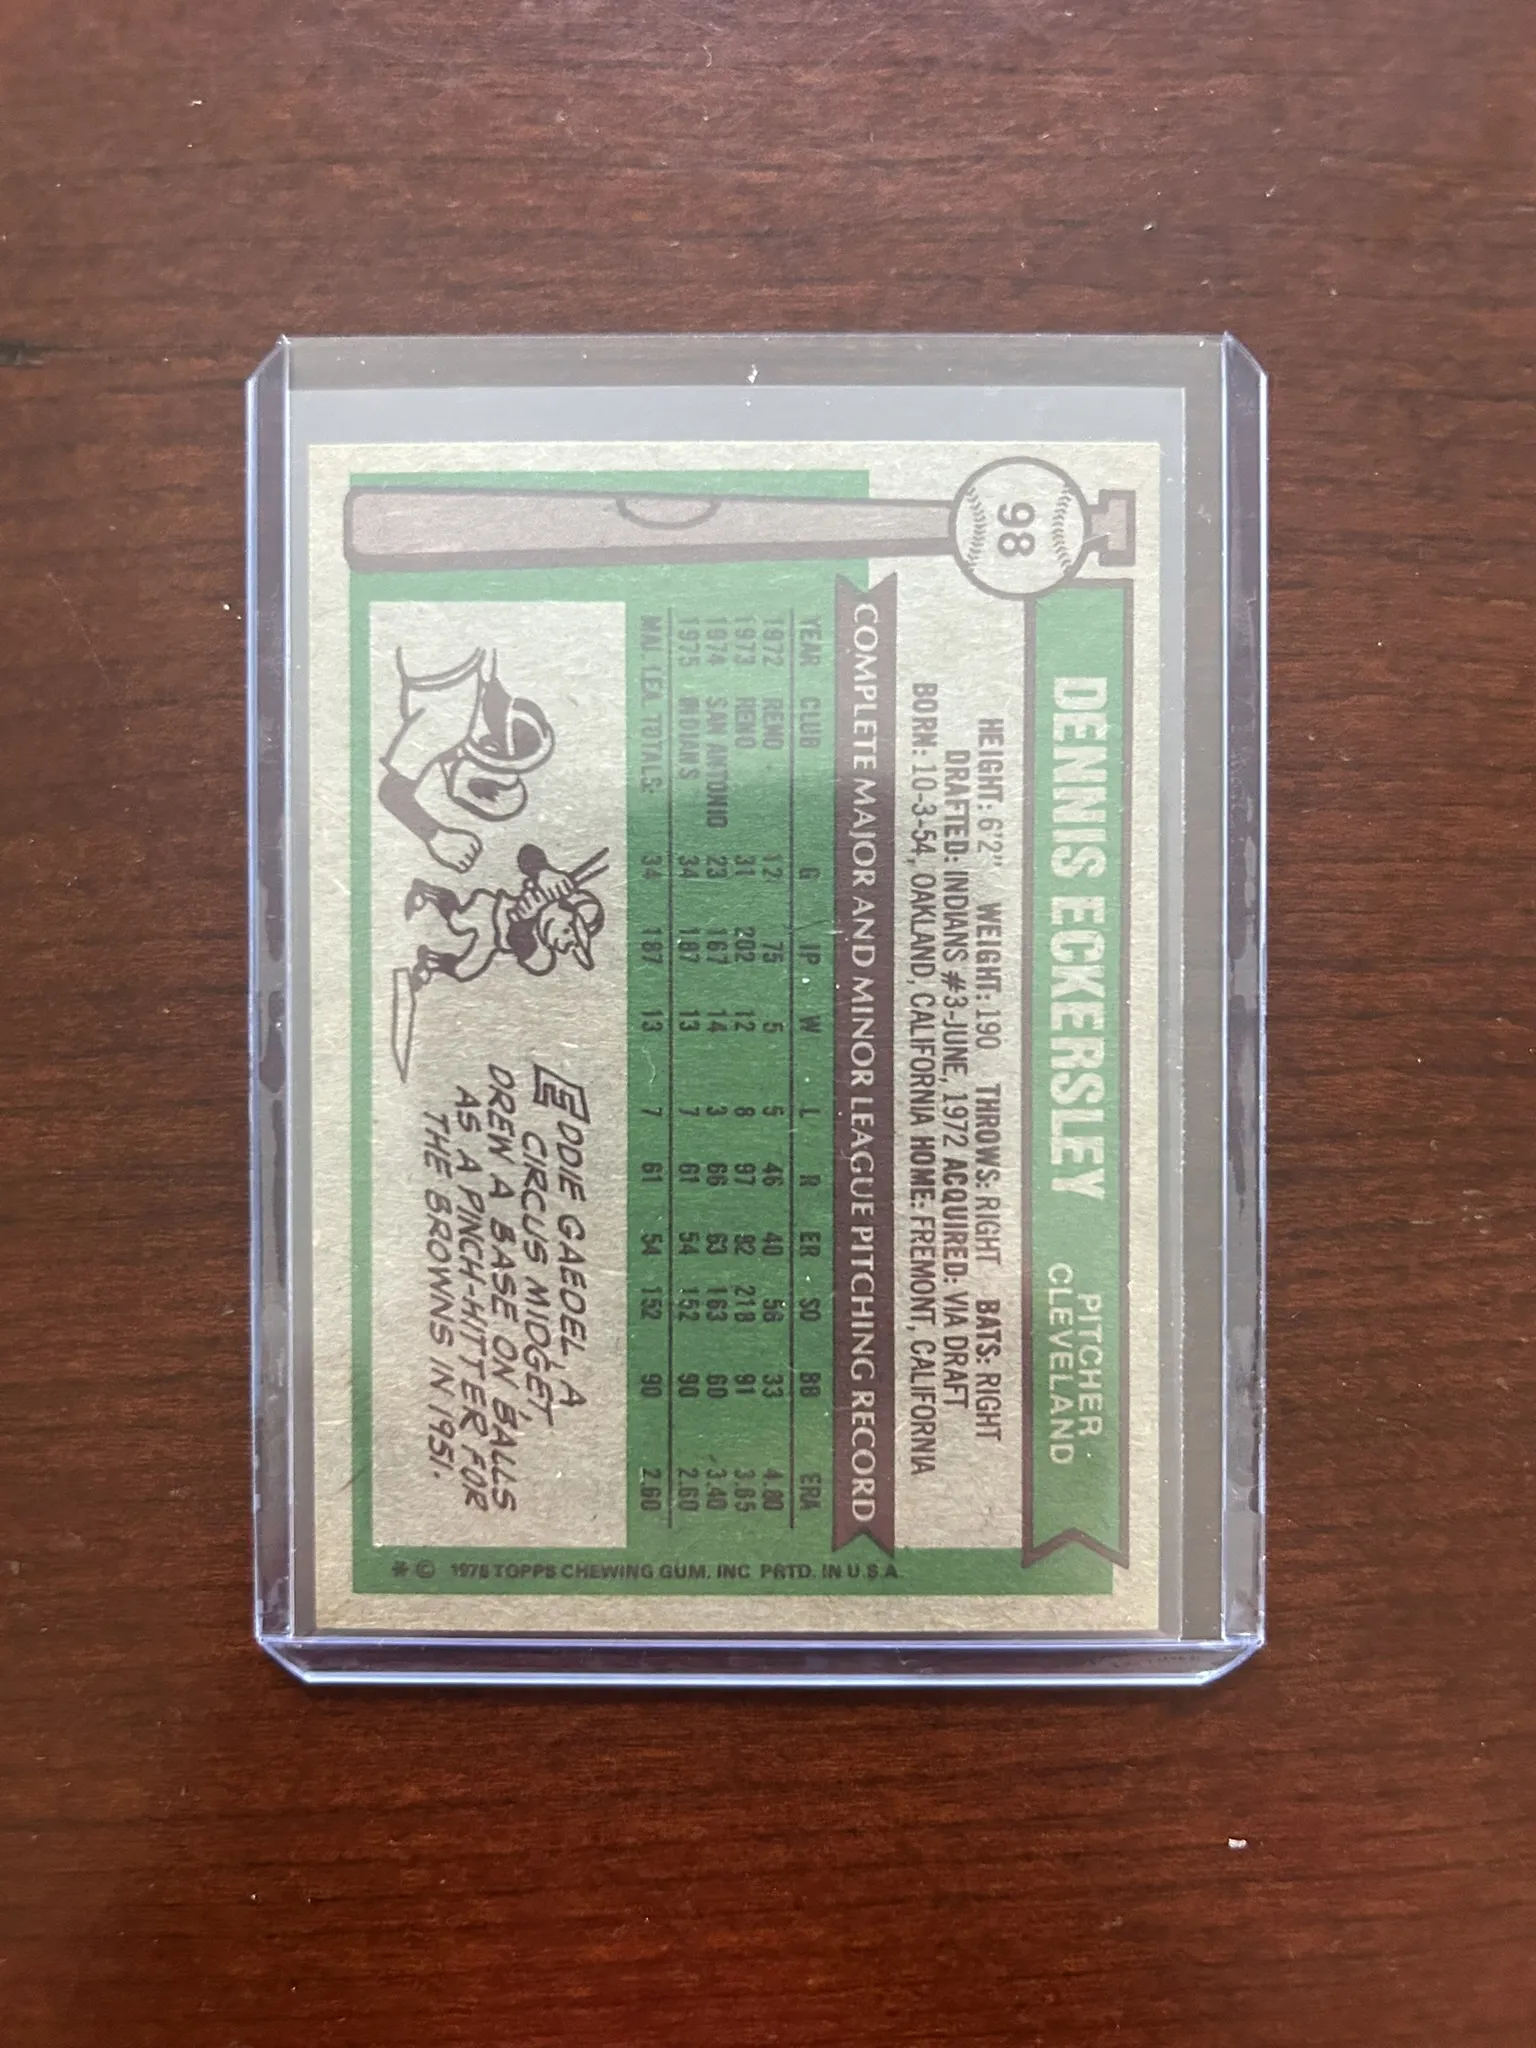 98
DENNIS ECKERSLEY
PITCHER
CLEVELAND
HEIGHT: 6'2" WEIGHT: 190 THROWS: RIGHT BATS: RIGHT
DRAFTED: INDIANS #3-JUNE, 1972 ACQUIRED: VIA DRAFT
BORN: 10-3-54, OAKLAND, CALIFORNIA HOME: FREMONT, CALIFORNIA
COMPLETE MAJOR AND MINOR LEAGUE PITCHING RECORD
YEAR CLUB G IP W L R ER SO BB ERA
1972 RENO 12 75 5 5 46 40 56 33 4.80
1973 RENO 31 202 12 8 97 82 218 91 3.65
1974 SAN ANTONIO 23 167 14 3 66 63 163 60 3.40
1975 INDIANS 34 187 13 7 61 54 152 90 2.60
MAJ. LEA. TOTALS: 34 187 13 7 61 54 152 90 2.60
EDDIE GAEDEL, A
CIRCUS MIDGET
DREW A BASE ON BALLS
AS A PINCH-HITTER FOR
THE BROWNS IN 1951.
* © 1976 TOPPS CHEWING GUM, INC PRTD. IN U.S.A.